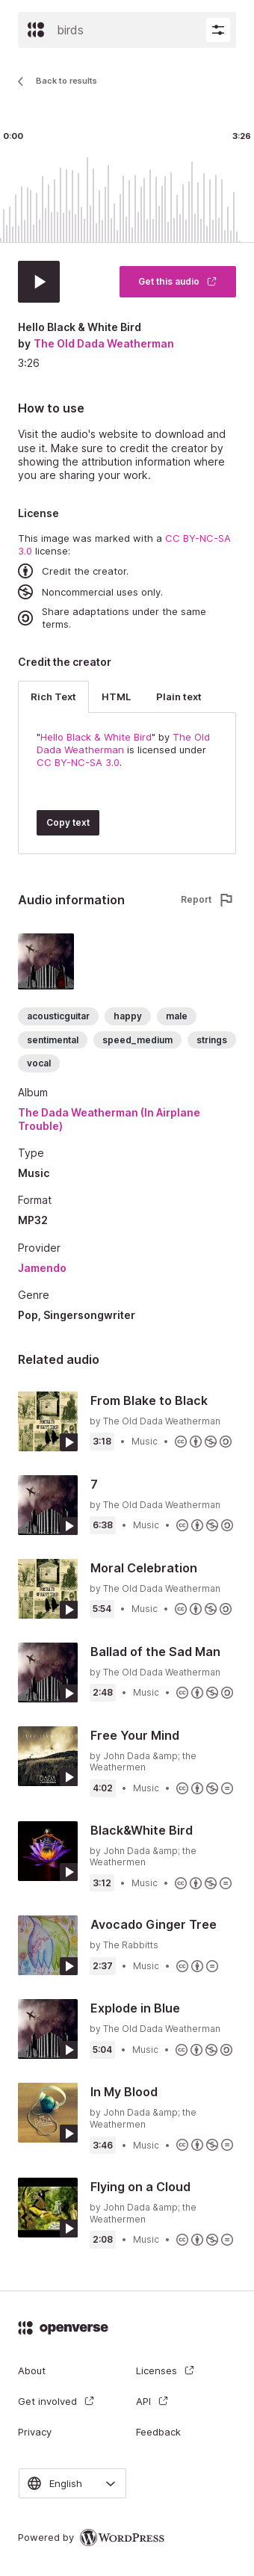 birds
Back to results
0:00
3:26
Get this audio
Hello Black & White Bird
by The Old Dada Weatherman
3:26
How to use
Visit the audio's website to download and
use it. Make sure to credit the creator by
showing the attribution information where
you are sharing your work.
License
This image was marked with a CC BY-NC-SA
3.0 license:
Credit the creator.
Noncommercial uses only.
Share adaptations under the same
terms.
Credit the creator
Rich Text
HTML
Plain text
"Hello Black & White Bird" by The Old
Dada Weatherman is licensed under
CC BY-NC-SA 3.0.
Copy text
Audio information
Report
acousticguitar
happy
male
sentimental
speed_medium
strings
vocal
Album
The Dada Weatherman (In Airplane
Trouble)
Type
Music
Format
MP32
Provider
Jamendo
Genre
Pop, Singersongwriter
Related audio
From Blake to Black
by The Old Dada Weatherman
3:18 • Music •
7
by The Old Dada Weatherman
6:38 • Music •
Moral Celebration
by The Old Dada Weatherman
5:54 • Music •
Ballad of the Sad Man
by The Old Dada Weatherman
2:48 • Music •
Free Your Mind
by John Dada &amp; the
Weathermen
4:02 • Music •
Black&White Bird
by John Dada &amp; the
Weathermen
3:12 • Music •
Avocado Ginger Tree
by The Rabbitts
2:37 • Music •
Explode in Blue
by The Old Dada Weatherman
5:04 • Music •
In My Blood
by John Dada &amp; the
Weathermen
3:46 • Music •
Flying on a Cloud
by John Dada &amp; the
Weathermen
2:08 • Music •
openverse
About
Licenses
Get involved
API
Privacy
Feedback
English
Powered by WORDPRESS